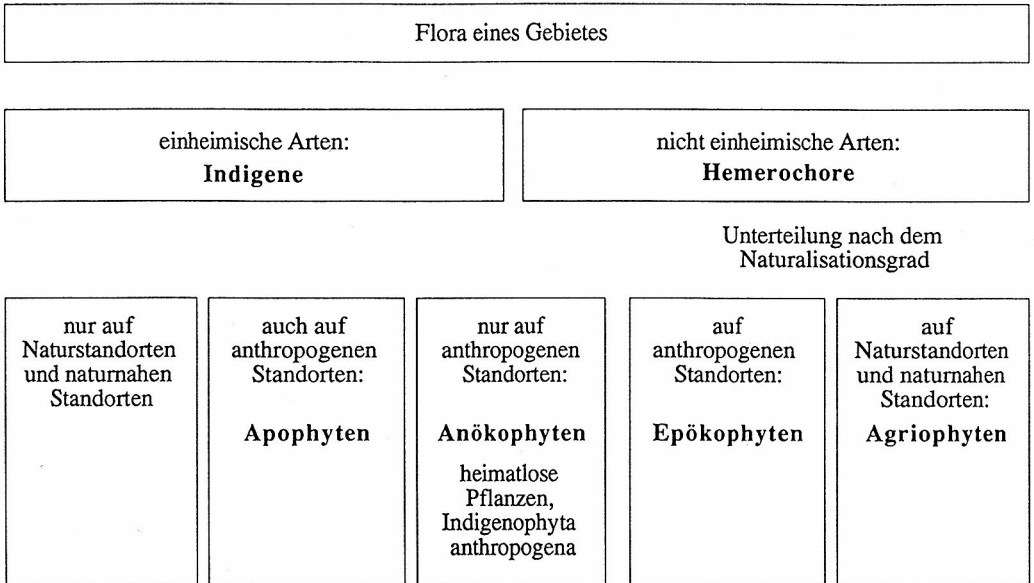 Flora eines Gebietes
einheimische Arten:
Indigene
nicht einheimische Arten:
Hemerochore
Unterteilung nach dem
Naturalisationsgrad
nur auf
Naturstandorten
und naturnahen
Standorten
auch auf
anthropogenen
Standorten:
Apophyten
nur auf
anthropogenen
Standorten:
Anökophyten
heimatlose
Pflanzen,
Indigenophyta
anthropogena
auf
anthropogenen
Standorten:
Epökophyten
auf
Naturstandorten
und naturnahen
Standorten:
Agriophyten